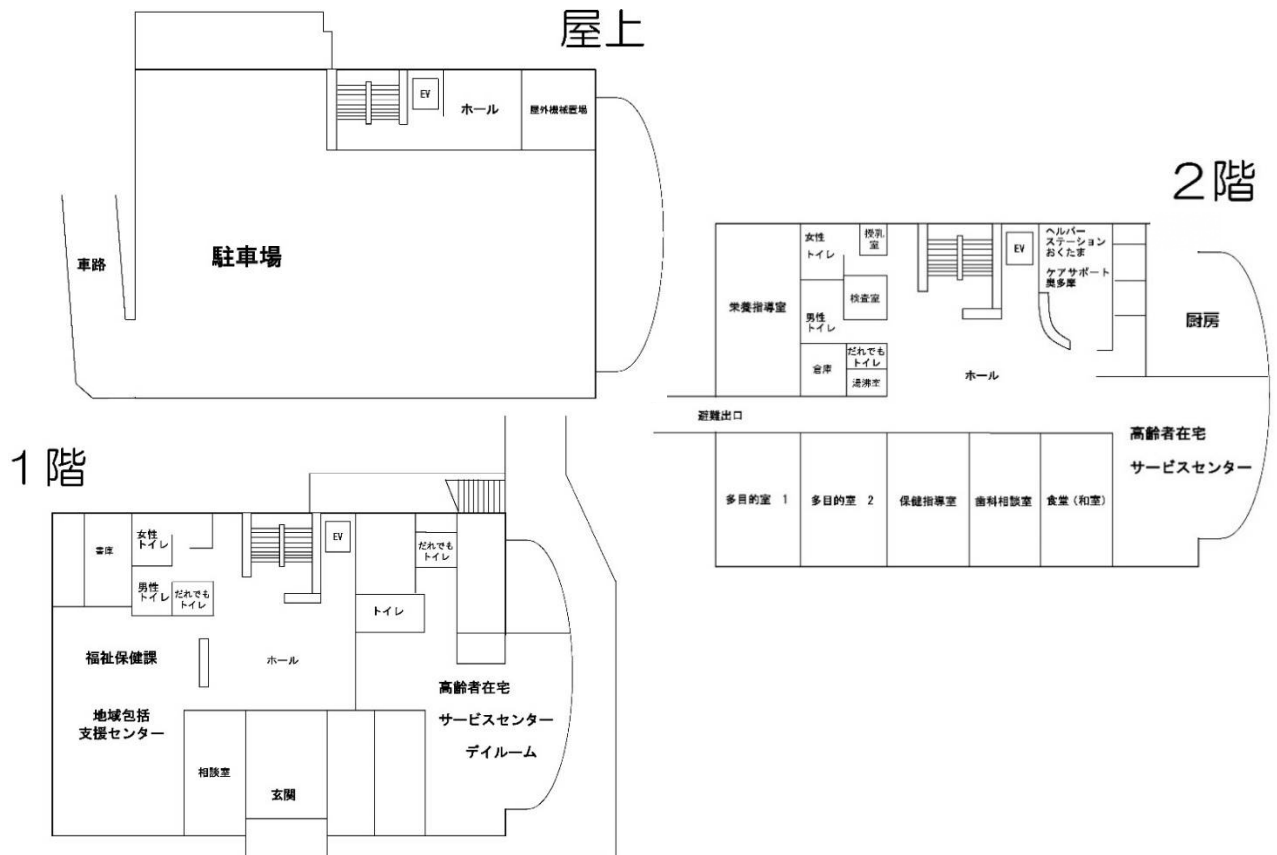 屋上
EV
ホール
屋外機械置場
駐車場
車路
2階
女性
トイレ
授乳
室
EV
ヘルパー
ステーション
おくたま
ケアサポート
奥多摩
栄養指導室
検査室
男性
トイレ
厨房
倉庫
だれでも
トイレ
湯沸室
ホール
避難出口
高齢者在宅
サービスセンター
多目的室 1
多目的室 2
保健指導室
歯科相談室
食堂(和室)
1階
書庫
女性
トイレ
EV
だれでも
トイレ
男性
トイレ
だれでも
トイレ
トイレ
福祉保健課
ホール
地域包括
支援センター
高齢者在宅
サービスセンター
デイルーム
相談室
玄関